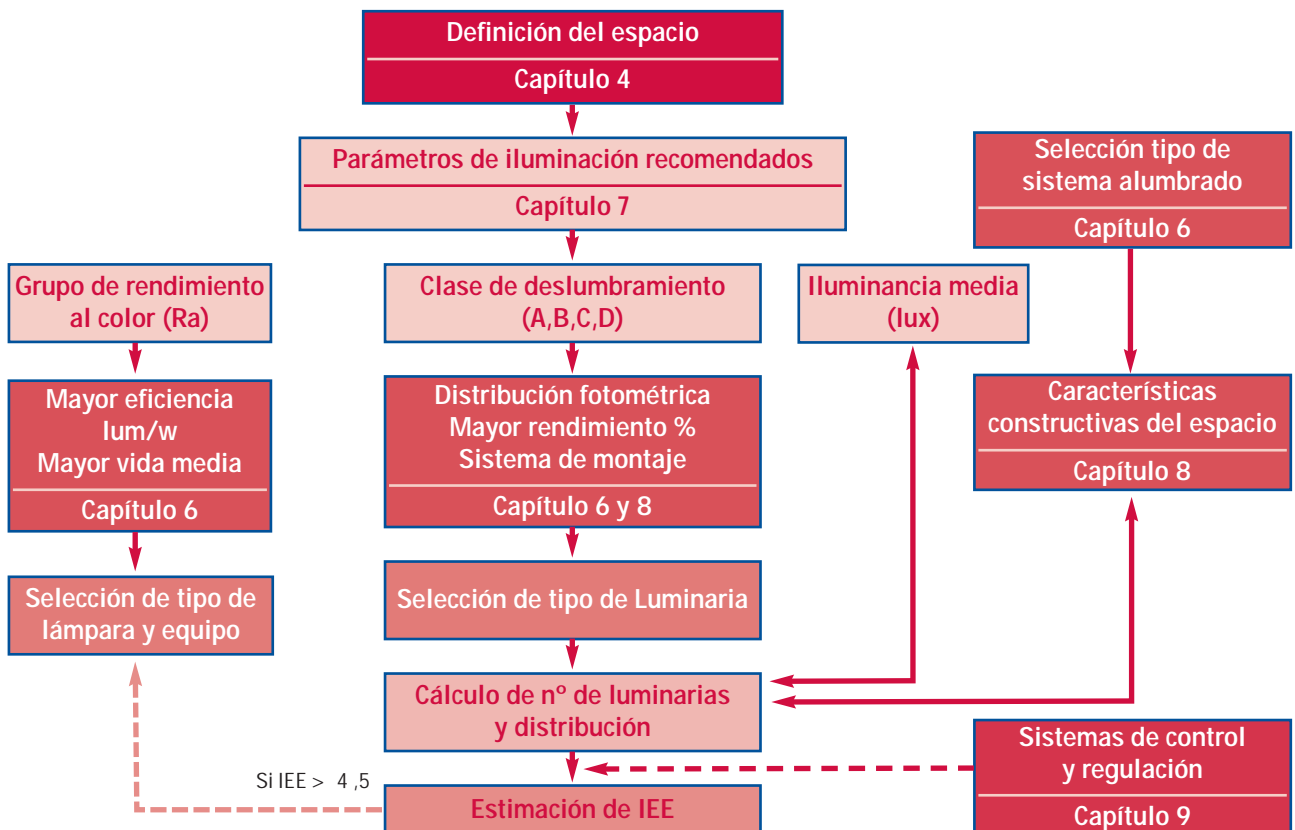 Definición del espacio
Capítulo 4
Parámetros de iluminación recomendados
Capítulo 7
Selección tipo de
sistema alumbrado
Capítulo 6
Grupo de rendimiento
al color (Ra)
Clase de deslumbramiento
(A,B,C,D)
Iluminancia media
(lux)
Mayor eficiencia
lum/w
Mayor vida media
Capítulo 6
Distribución fotométrica
Mayor rendimiento %
Sistema de montaje
Capítulo 6 y 8
Características
constructivas del espacio
Capítulo 8
Selección de tipo de
lámpara y equipo
Selección de tipo de Luminaria
Cálculo de nº de luminarias
y distribución
Sistemas de control
y regulación
Capítulo 9
Si IEE > 4 ,5
Estimación de IEE